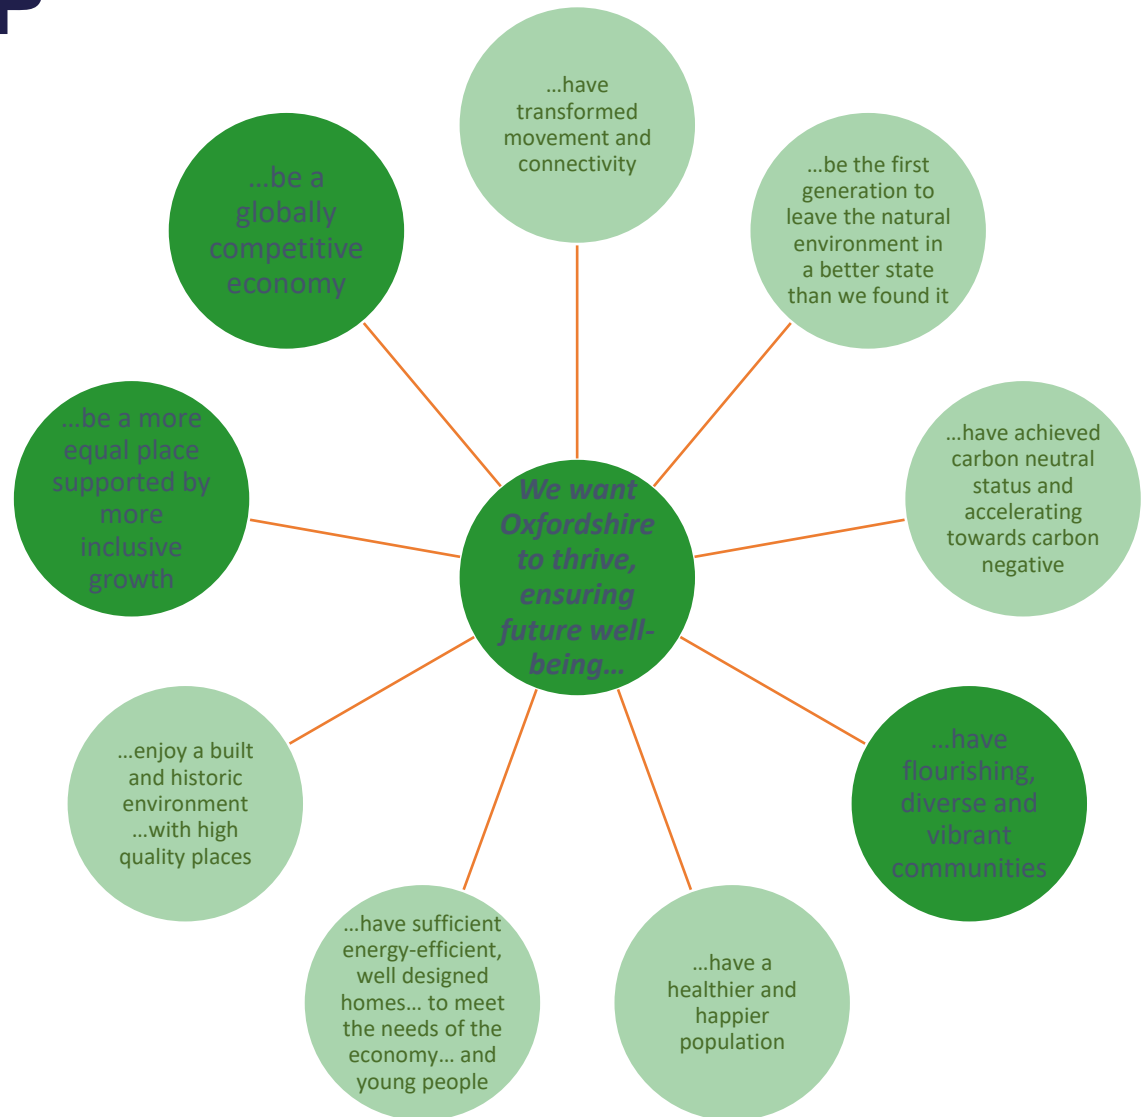 ...have
transformed
movement and
connectivity
...be the first
generation to
leave the natural
environment in
a better state
than we found it
...have achieved
carbon neutral
status and
accelerating
towards carbon
negative
...have
flourishing,
diverse and
vibrant
communities
...have a
healthier and
happier
population
...have sufficient
energy-efficient,
well designed
homes... to meet
the needs of the
economy... and
young people
...enjoy a built
and historic
environment
...with high
quality places
...be a more
equal place
supported by
more
inclusive
growth
...be a
globally
competitive
economy
We want
Oxfordshire
to thrive,
ensuring
future well-
being...